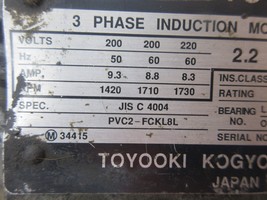 3 PHASE INDUCTION MO
VOLTS 200 200 220
Hz 50 60 60
AMP. 9.3 8.8 8.3
RPM 1420 1710 1730
SPEC. JIS C 4004
PVC2-FCKL8L
M 34415
2.2
INS.CLASS
RATING
BEARING L
SERIAL NO
TOYOOKI KOGYO
JAPAN